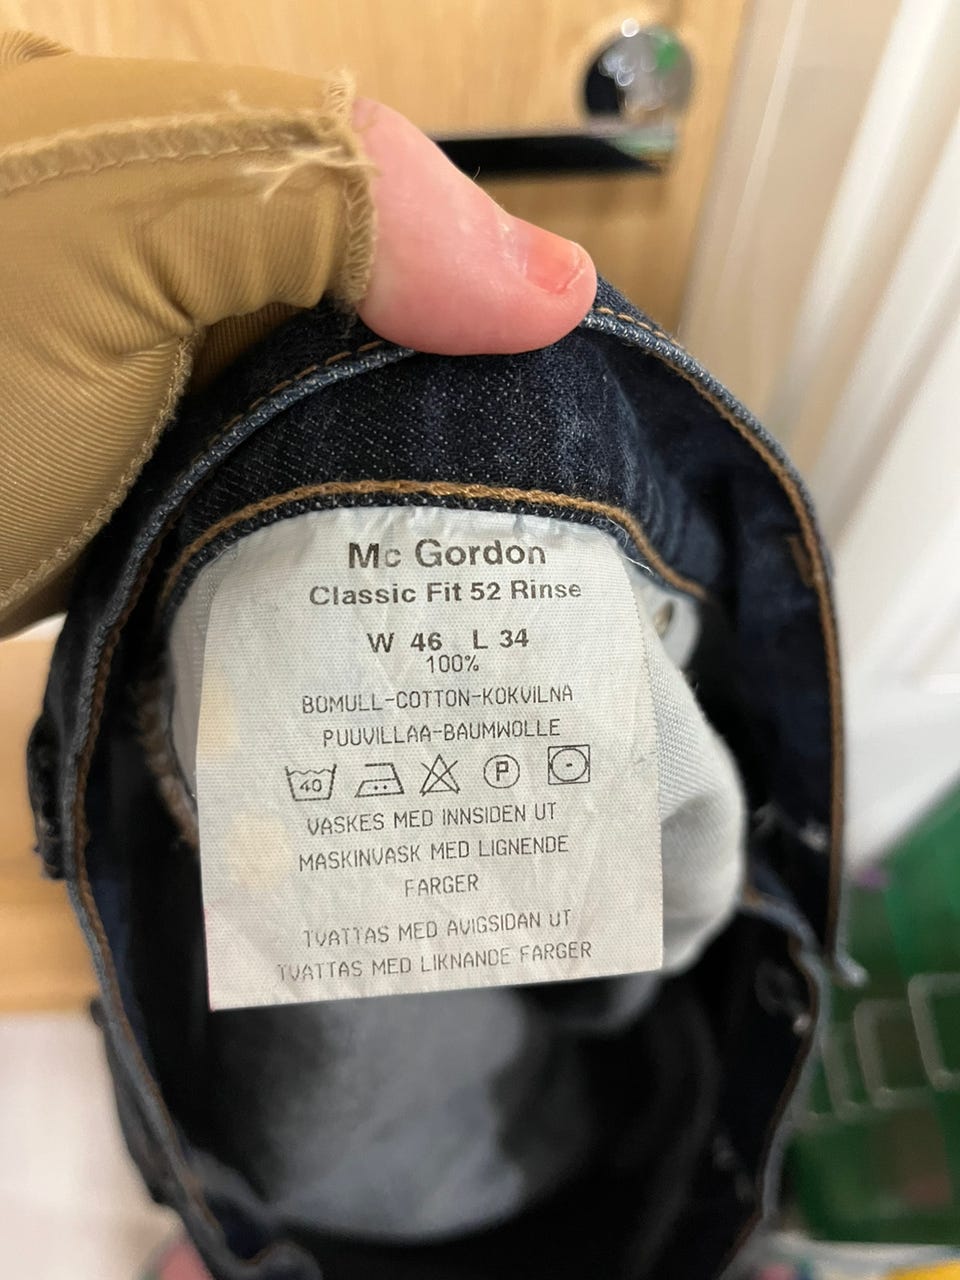 Mc Gordon
Classic Fit 52 Rinse
W 46 L 34
100%
BOMULL-COTTON-KOKVILNA
PUUVILLAA-BAUMWOLLE
40 P
VASKES MED INNSIDEN UT
MASKINVASK MED LIGNENDE
FARGER
TVATTAS MED AVIGSIDAN UT
TVATTAS MED LIKNANDE FARGER